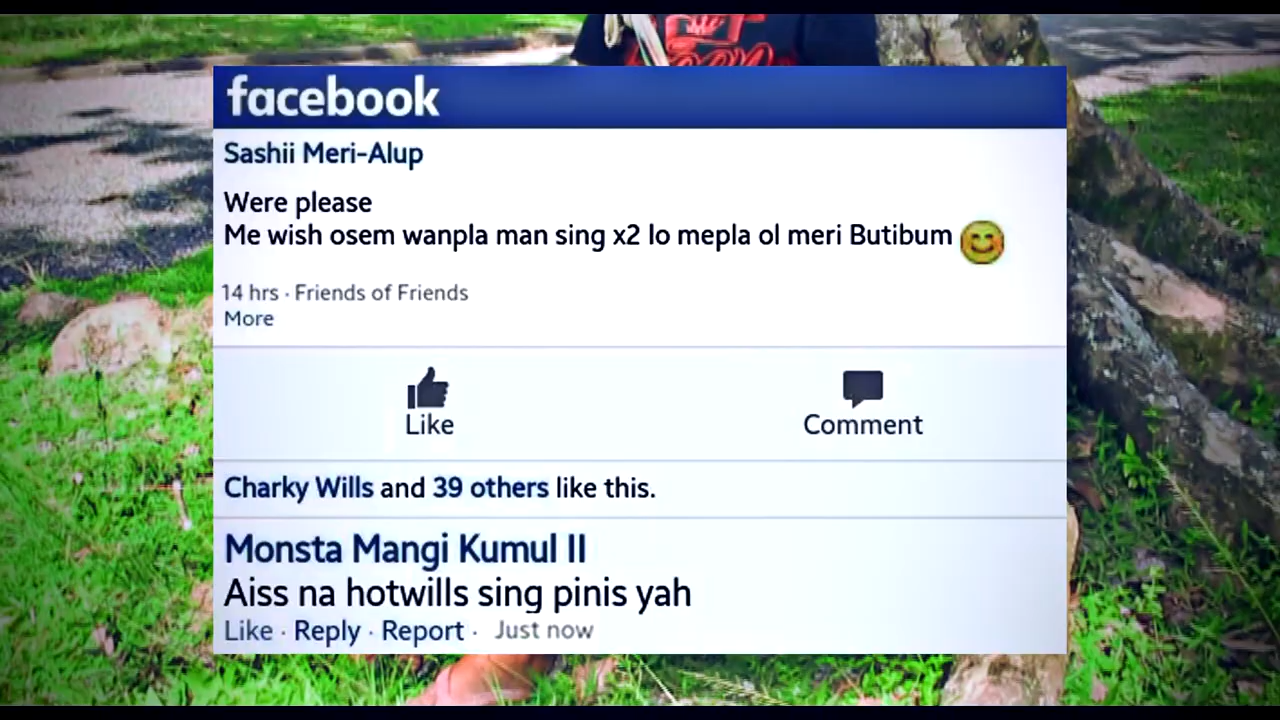 facebook
Sashii Meri-Alup
Were please
Me wish osem wanpla man sing x2 lo mepla ol meri Butibum 😊
14 hrs · Friends of Friends
More
Like
Comment
Charky Wills and 39 others like this.
Monsta Mangi Kumul II
Aiss na hotwills sing pinis yah
Like · Reply · Report · Just now